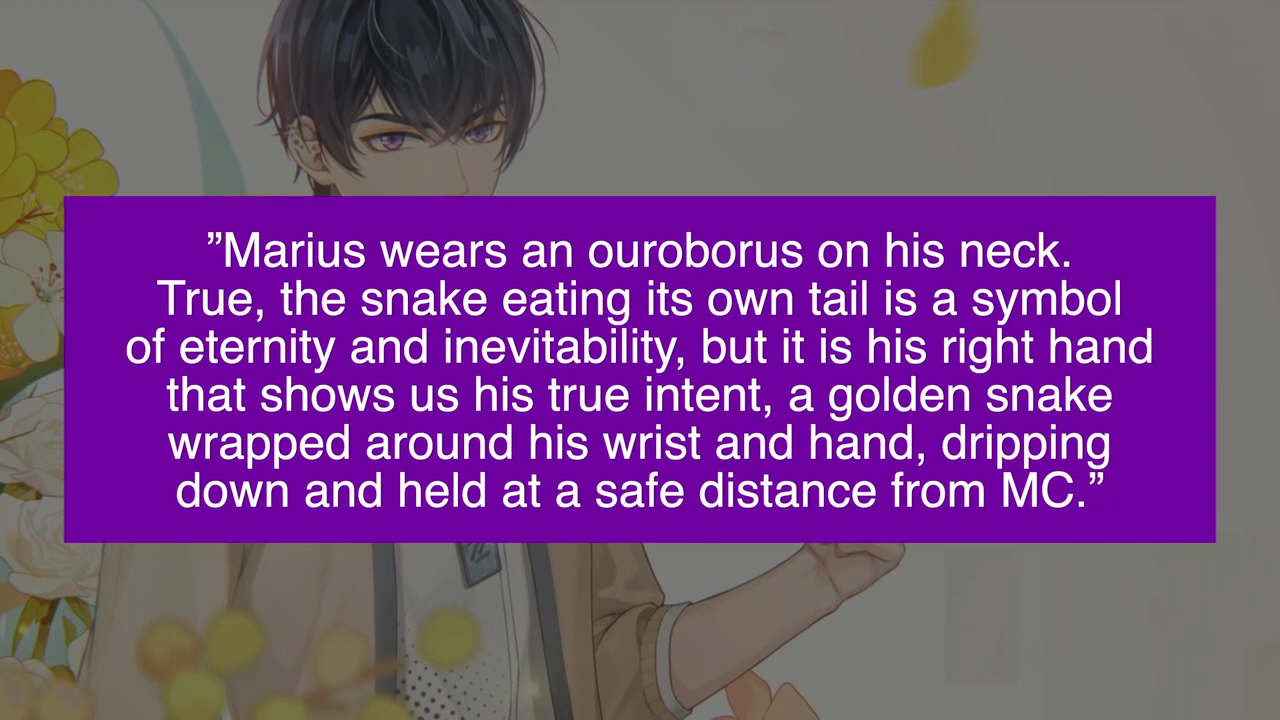 ”Marius wears an ouroborus on his neck.
True, the snake eating its own tail is a symbol
of eternity and inevitability, but it is his right hand
that shows us his true intent, a golden snake
wrapped around his wrist and hand, dripping
down and held at a safe distance from MC.”